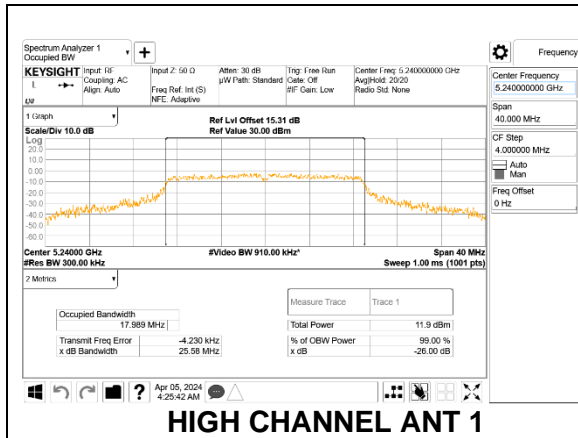 Spectrum Analyzer 1
Occupied BW
Frequency
KEYSIGHT Input: RF Input Z: 50 Ω Atten: 30 dB Trig: Free Run Center Freq: 5.240000000 GHz
Coupling: AC µW Path: Standard Gate: Off Avg|Hold: 20/20
Align: Auto Freq Ref: Int (S) #IF Gain: Low Radio Std: None
NFE: Adaptive
Center Frequency
5.240000000 GHz
Span
40.000 MHz
CF Step
4.000000 MHz
Auto
Man
Freq Offset
0 Hz
1 Graph
Scale/Div 10.0 dB
Ref Lvl Offset 15.31 dB
Ref Value 30.00 dBm
Log
20.0
10.0
0.00
-10.0
-20.0
-30.0
-40.0
-50.0
-60.0
Center 5.24000 GHz #Video BW 910.00 kHz* Span 40 MHz
#Res BW 300.00 kHz Sweep 1.00 ms (1001 pts)
2 Metrics
Measure Trace Trace 1
Occupied Bandwidth
17.989 MHz
Total Power 11.9 dBm
Transmit Freq Error -4.230 kHz % of OBW Power 99.00 %
x dB Bandwidth 25.58 MHz x dB -26.00 dB
Apr 05, 2024
4:25:42 AM
HIGH CHANNEL ANT 1